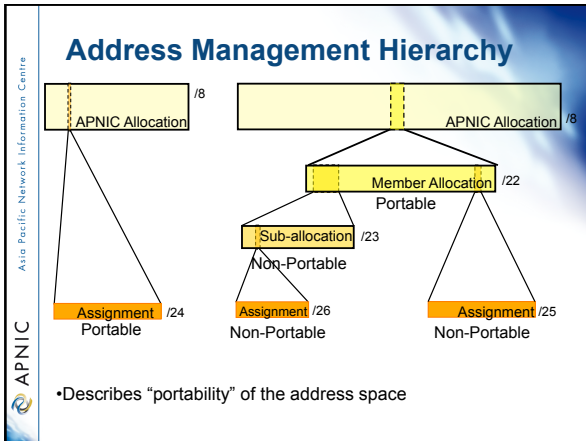 Address Management Hierarchy
/8
APNIC Allocation
/8
APNIC Allocation
Member Allocation
/22
Portable
Sub-allocation
/23
Non-Portable
Assignment
/24
Portable
Assignment
/26
Non-Portable
Assignment
/25
Non-Portable
•Describes “portability” of the address space
Asia Pacific Network Information Centre
APNIC